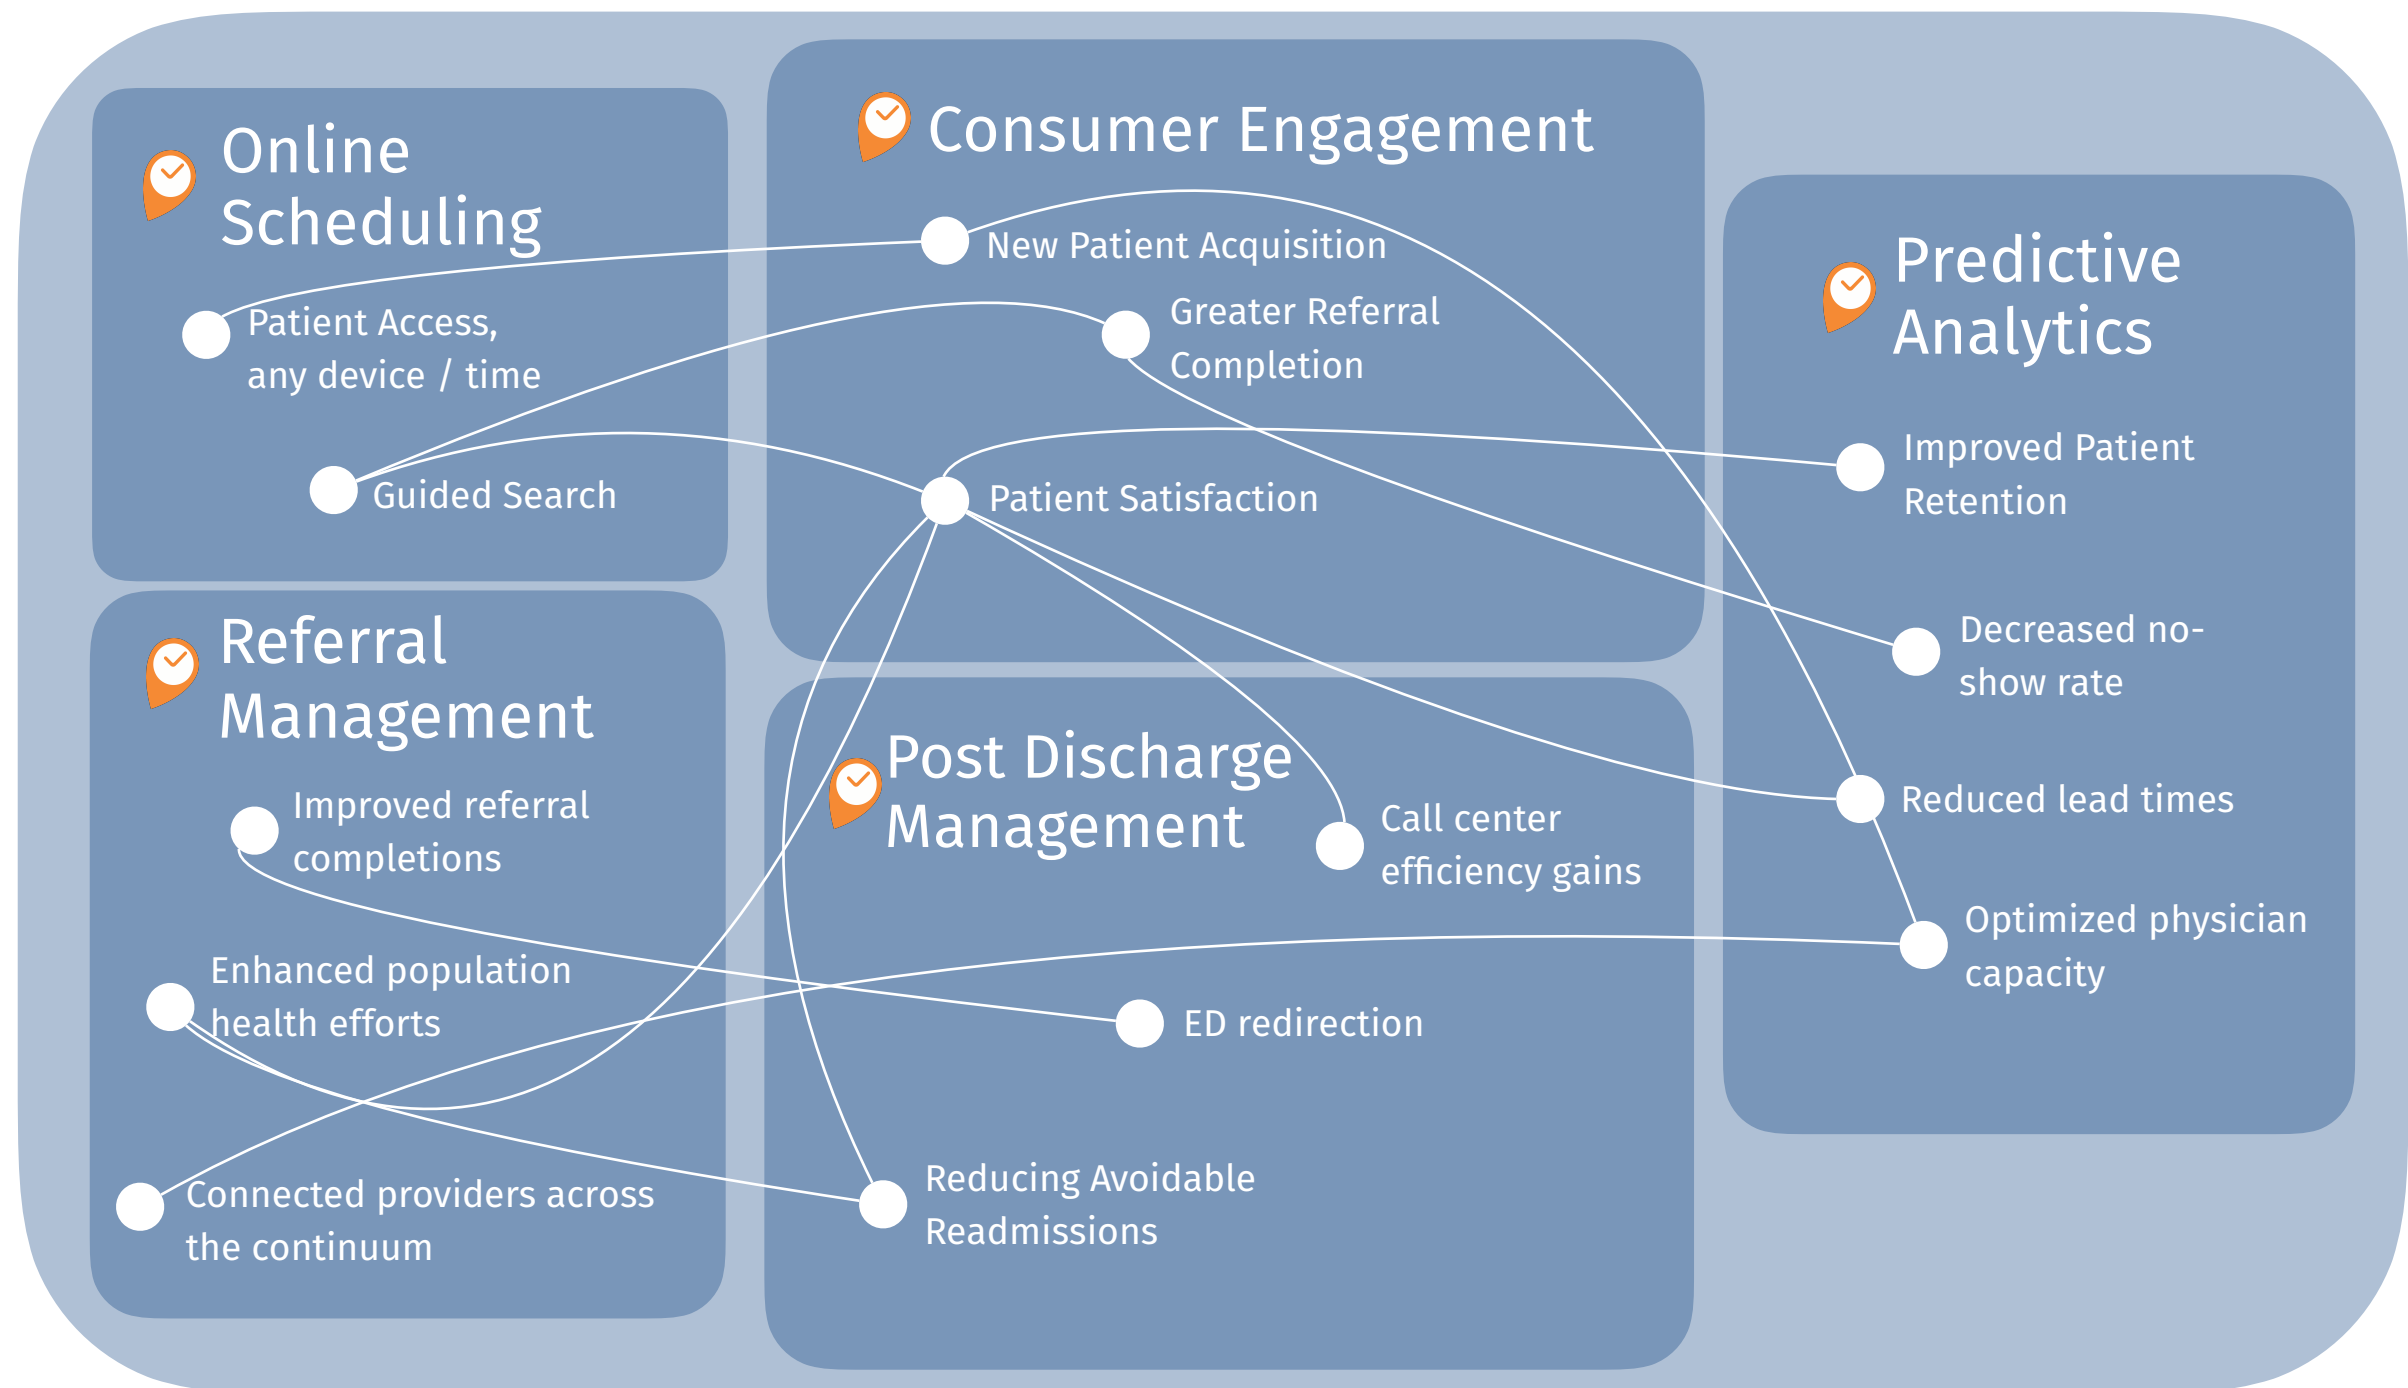 Online
Scheduling
Patient Access,
any device / time
Guided Search
Consumer Engagement
New Patient Acquisition
Greater Referral
Completion
Patient Satisfaction
Predictive
Analytics
Improved Patient
Retention
Decreased no-
show rate
Reduced lead times
Optimized physician
capacity
Referral
Management
Improved referral
completions
Enhanced population
health efforts
Connected providers across
the continuum
Post Discharge
Management
Call center
efficiency gains
ED redirection
Reducing Avoidable
Readmissions